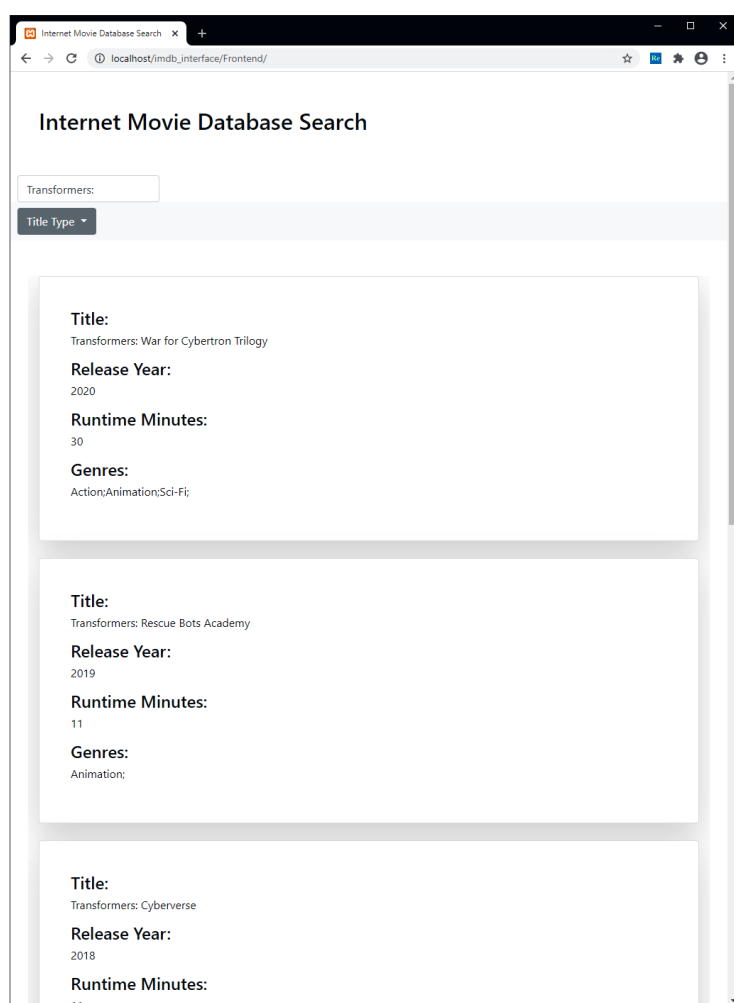 Internet Movie Database Search
localhost/imdb_interface/Frontend/
Internet Movie Database Search
Transformers:
Title Type
Title:
Transformers: War for Cybertron Trilogy
Release Year:
2020
Runtime Minutes:
30
Genres:
Action;Animation;Sci-Fi;
Title:
Transformers: Rescue Bots Academy
Release Year:
2019
Runtime Minutes:
11
Genres:
Animation;
Title:
Transformers: Cyberverse
Release Year:
2018
Runtime Minutes: